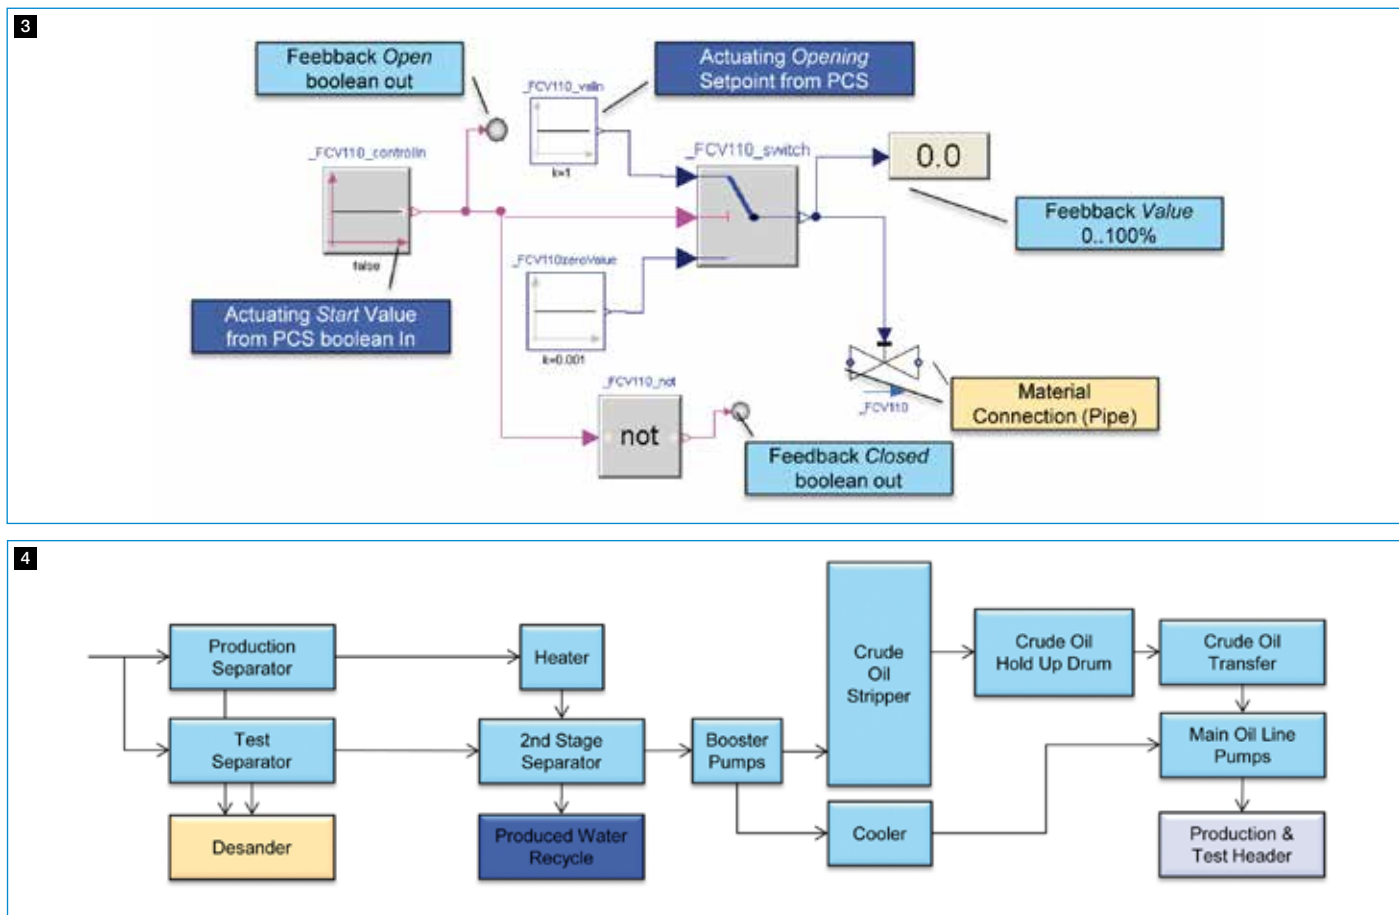 3
Feebback Open
boolean out
Actuating Opening
Setpoint from PCS
_FCV110_valIn
k=1
_FCV110_controlIn
false
_FCV110_switch
0.0
Feebback Value
0..100%
Actuating Start Value
from PCS boolean In
_FCV110zeroValue
k=0.001
_FCV110_not
not
_FCV110
Material
Connection (Pipe)
Feedback Closed
boolean out
4
Production
Separator
Heater
Crude
Oil
Stripper
Crude Oil
Hold Up Drum
Crude Oil
Transfer
Test
Separator
2nd Stage
Separator
Booster
Pumps
Main Oil Line
Pumps
Desander
Produced Water
Recycle
Cooler
Production &
Test Header